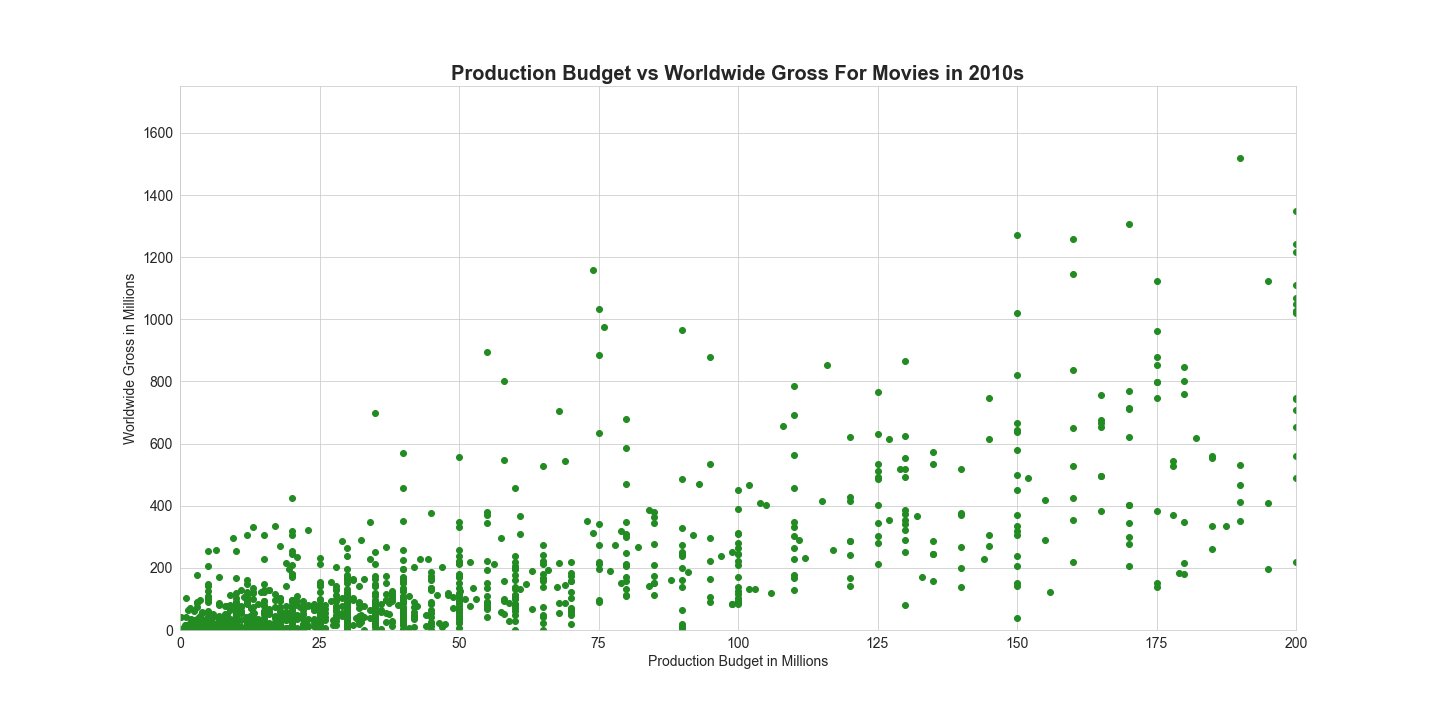 Production Budget vs Worldwide Gross For Movies in 2010s
Worldwide Gross in Millions
1600
1400
1200
1000
800
600
400
200
0
0 25 50 75 100 125 150 175 200
Production Budget in Millions